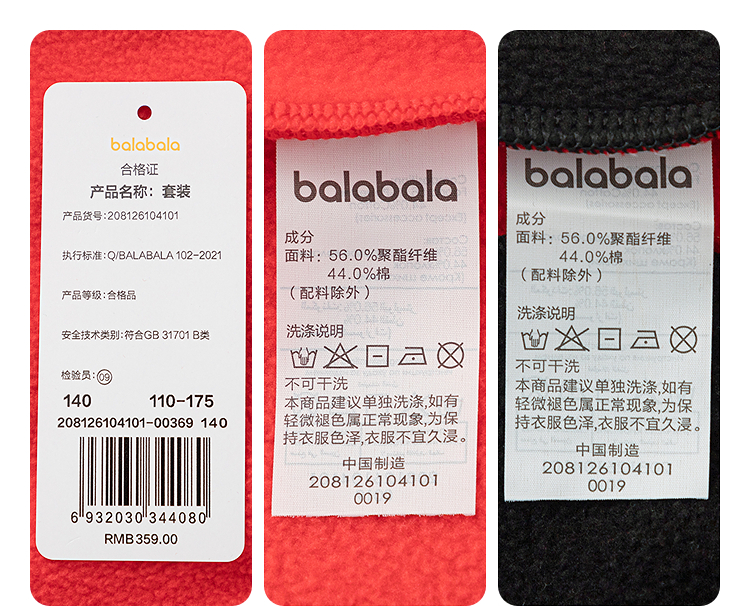 balabala
合格证
产品名称：套装
产品货号：208126104101
执行标准：Q/BALABALA 102-2021
产品等级：合格品
安全技术类别：符合GB 31701 B类
检验员：09
140 110-175
208126104101-00369 140
6 932030 344080
RMB359.00
balabala
成分
面料：56.0%聚酯纤维
44.0%棉
（配料除外）
洗涤说明
不可干洗
本商品建议单独洗涤,如有
轻微褪色属正常现象,为保
持衣服色泽,衣服不宜久浸。
中国制造
208126104101
0019
balabala
成分
面料：56.0%聚酯纤维
44.0%棉
（配料除外）
洗涤说明
不可干洗
本商品建议单独洗涤,如有
轻微褪色属正常现象,为保
持衣服色泽,衣服不宜久浸。
中国制造
208126104101
0019